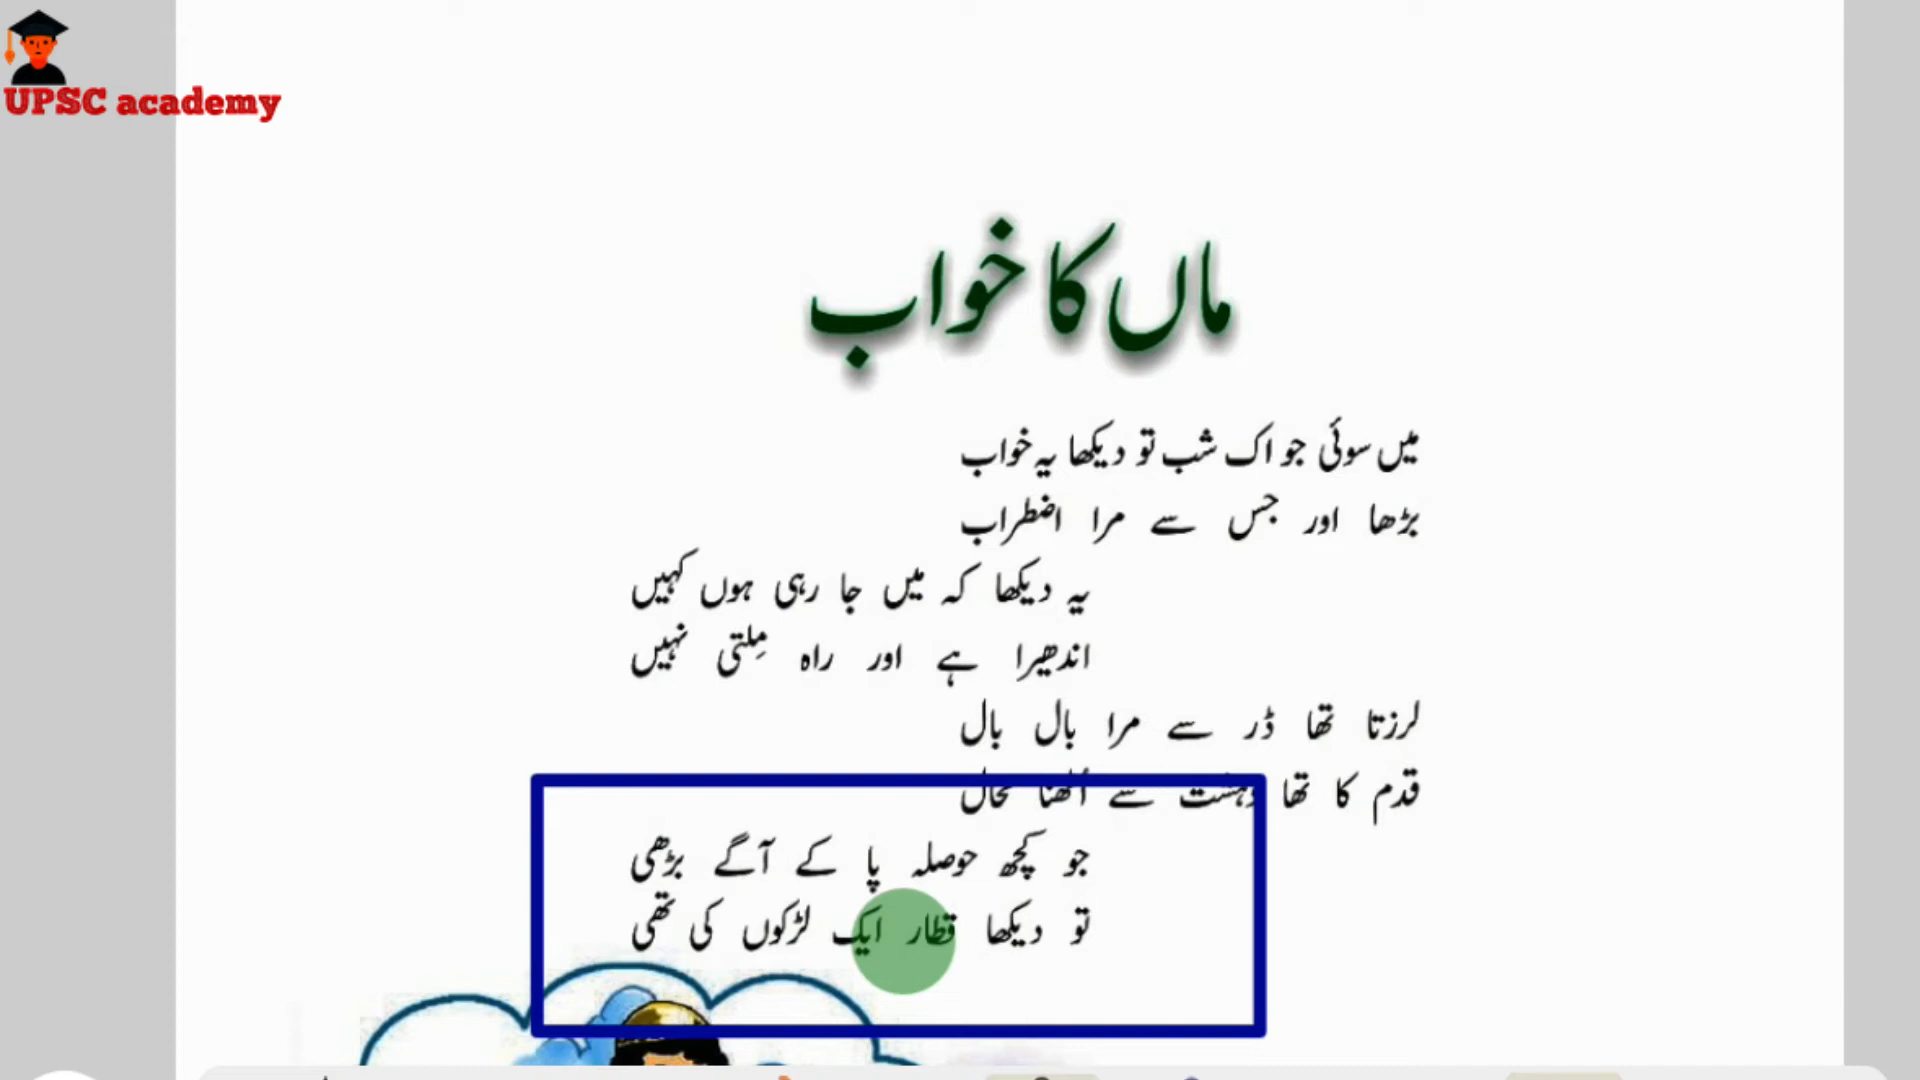 UPSC academy
ماں کا خواب
میں سوئی جو اک شب تو دیکھا یہ خواب
بڑھا اور جس سے مرا اضطراب
یہ دیکھا کہ میں جا رہی ہوں کہیں
اندھیرا ہے اور راہ مِلتی نہیں
لرزتا تھا ڈر سے مرا بال بال
قدم کا تھا دہشت سے اُٹھنا محال
جو کچھ حوصلہ پا کے آگے بڑھی
تو دیکھا قطار ایک لڑکوں کی تھی